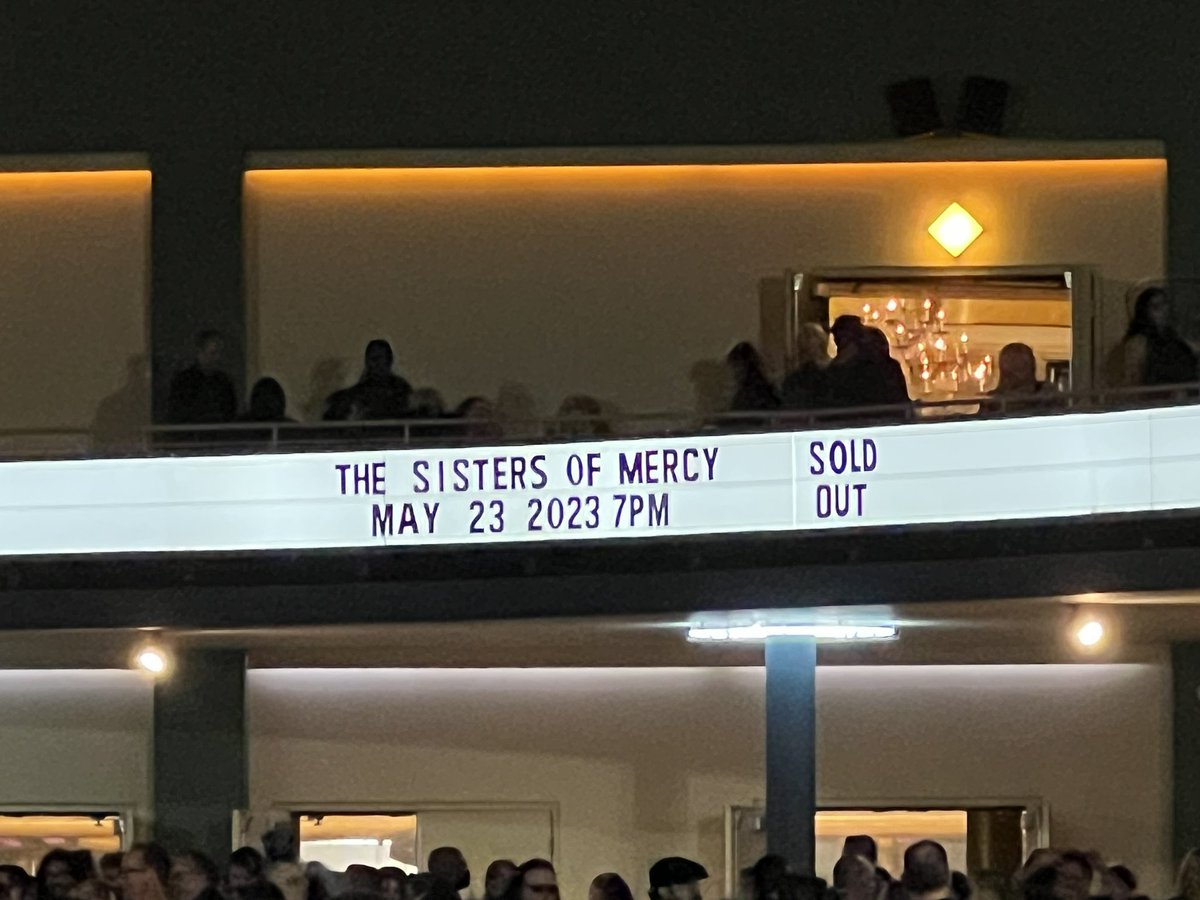 THE SISTERS OF MERCY
MAY 23 2023 7PM
SOLD
OUT